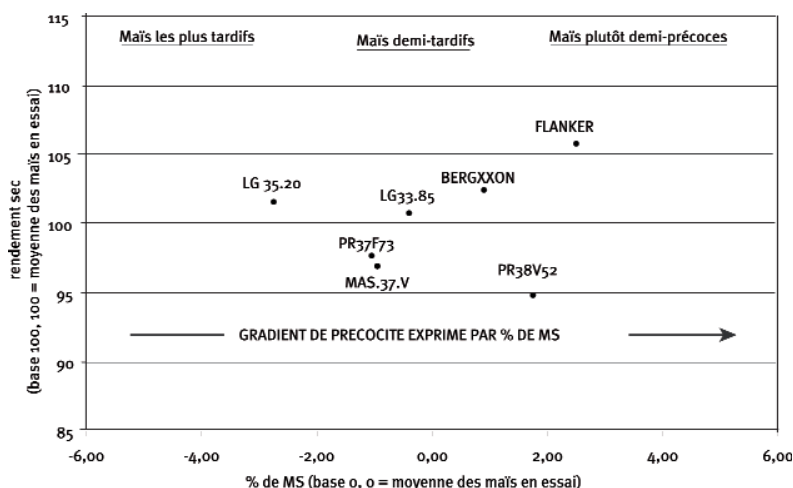 115
Maïs les plus tardifs
Maïs demi-tardifs
Maïs plutôt demi-précoces
110
FLANKER
105
BERGXXON
LG 35.20
LG33.85
100
PR37F73
PR38V52
MAS.37.V
95
GRADIENT DE PRECOCITE EXPRIME PAR % DE MS
90
85
rendement sec
(base 100, 100 = moyenne des maïs en essai)
-6,00 -4,00 -2,00 0,00 2,00 4,00 6,00
% de MS (base 0, 0 = moyenne des maïs en essai)